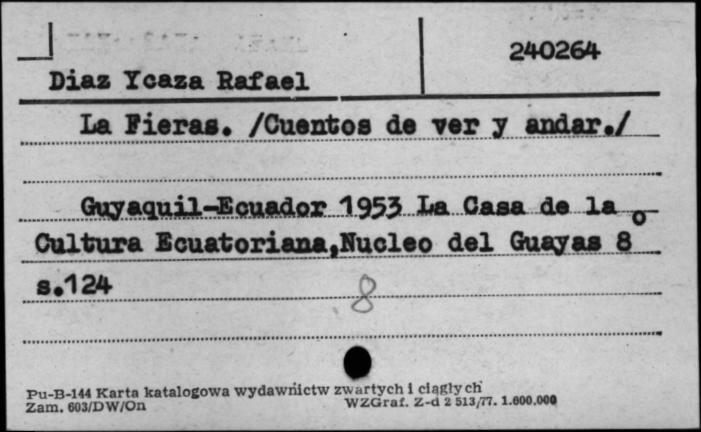 240264
Diaz Ycaza Rafael
La Fieras. /Cuentos de ver y andar./
Guyaquil-Ecuador 1953 La Casa de la
Cultura Ecuatoriana,Nucleo del Guayas 8o
s.124
8
Pu-B-144 Karta katalogowa wydawnictw zwartych i ciągłych
Zam. 603/DW/On WZGraf. Z-d 2 513/77. 1.600.000